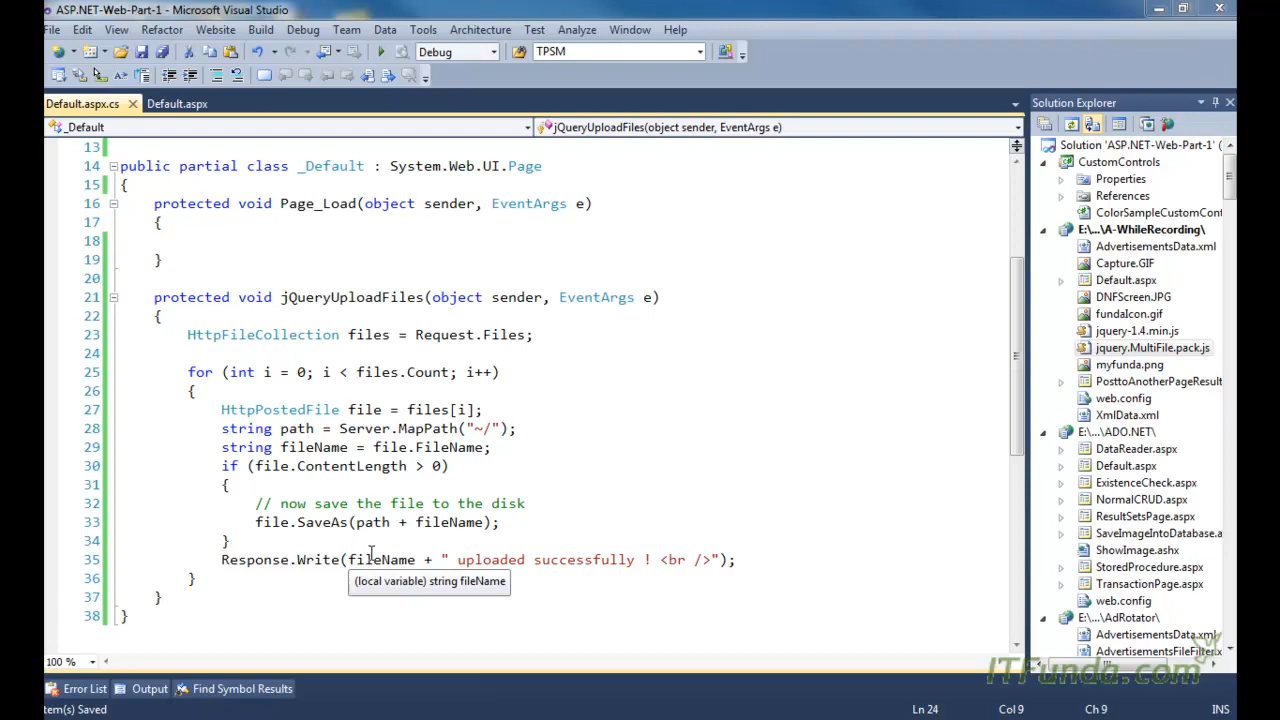 ASP.NET-Web-Part-1 - Microsoft Visual Studio
File Edit View Refactor Website Build Debug Team Data Tools Architecture Test Analyze Window Help
Debug TPSM
Default.aspx.cs Default.aspx
_Default jQueryUploadFiles(object sender, EventArgs e)
13
14 public partial class _Default : System.Web.UI.Page
15 {
16 protected void Page_Load(object sender, EventArgs e)
17 {
18
19 }
20
21 protected void jQueryUploadFiles(object sender, EventArgs e)
22 {
23 HttpFileCollection files = Request.Files;
24
25 for (int i = 0; i < files.Count; i++)
26 {
27 HttpPostedFile file = files[i];
28 string path = Server.MapPath("~/");
29 string fileName = file.FileName;
30 if (file.ContentLength > 0)
31 {
32 // now save the file to the disk
33 file.SaveAs(path + fileName);
34 }
35 Response.Write(fileName + " uploaded successfully ! <br />");
36 }
(local variable) string fileName
37 }
38 }
100 %
Error List Output Find Symbol Results
tem(s) Saved Ln 24 Col 9 Ch 9 INS
Solution Explorer
Solution 'ASP.NET-Web-Part-1' (
CustomControls
Properties
References
ColorSampleCustomCont
E:\...\A-WhileRecording\
AdvertisementsData.xml
Capture.GIF
Default.aspx
DNFScreen.JPG
fundaIcon.gif
jquery-1.4.min.js
jquery.MultiFile.pack.js
myfunda.png
PosttoAnotherPageResult
web.config
XmlData.xml
E:\...\ADO.NET\
DataReader.aspx
Default.aspx
ExistenceCheck.aspx
NormalCRUD.aspx
ResultSetsPage.aspx
SaveImageIntoDatabase.a
ShowImage.ashx
StoredProcedure.aspx
TransactionPage.aspx
web.config
E:\...\AdRotator\
AdvertisementsData.xml
AdvertisementsFileFilter.x
ITFunda.com